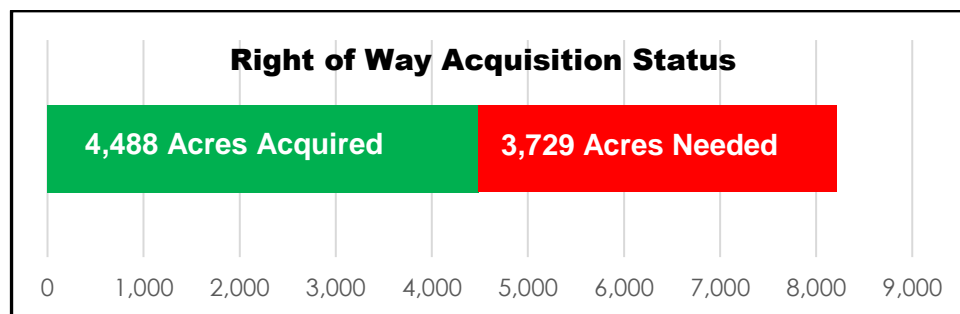 Right of Way Acquisition Status
4,488 Acres Acquired 3,729 Acres Needed
0 1,000 2,000 3,000 4,000 5,000 6,000 7,000 8,000 9,000